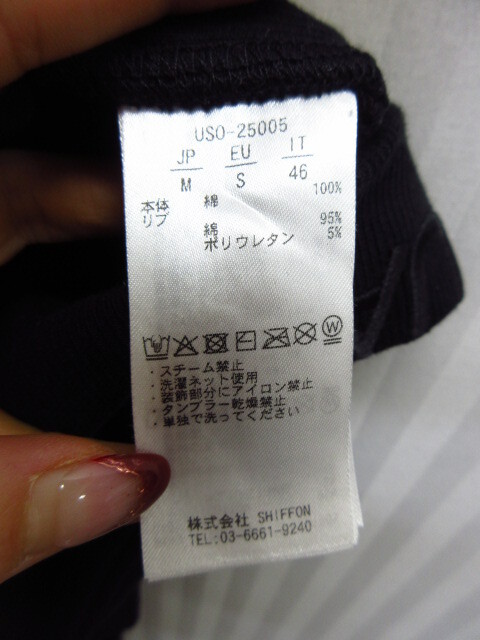 USO-25005
JP EU IT
M S 46
本体 綿 100%
リブ 綿 95%
ポリウレタン 5%
W
・スチーム禁止
・洗濯ネット使用
・装飾部分にアイロン禁止
・タンブラー乾燥禁止
・単独で洗ってください
株式会社 SHIFFON
TEL:03-6661-9240